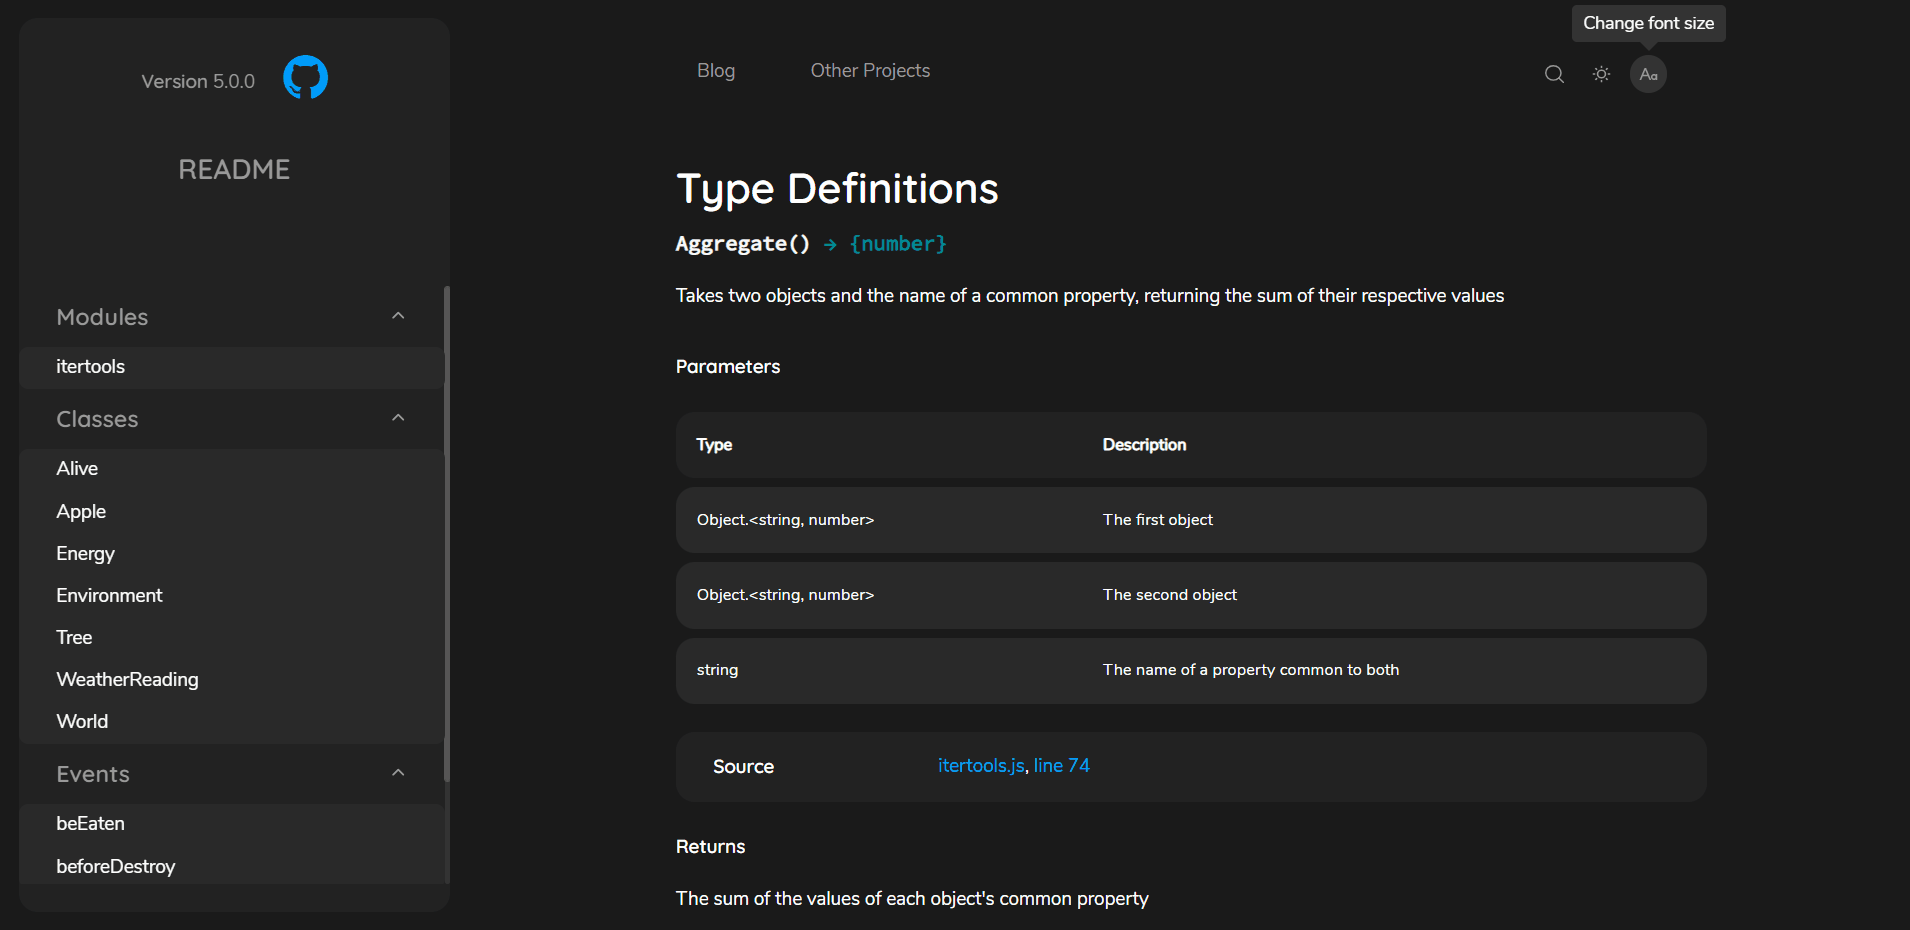 Change font size
Version 5.0.0
Blog
Other Projects
Aa
README
Type Definitions
Aggregate() → {number}
Takes two objects and the name of a common property, returning the sum of their respective values
Modules
itertools
Classes
Alive
Apple
Energy
Environment
Tree
WeatherReading
World
Events
beEaten
beforeDestroy
Parameters
Type Description
Object.<string, number> The first object
Object.<string, number> The second object
string The name of a property common to both
Source itertools.js, line 74
Returns
The sum of the values of each object's common property